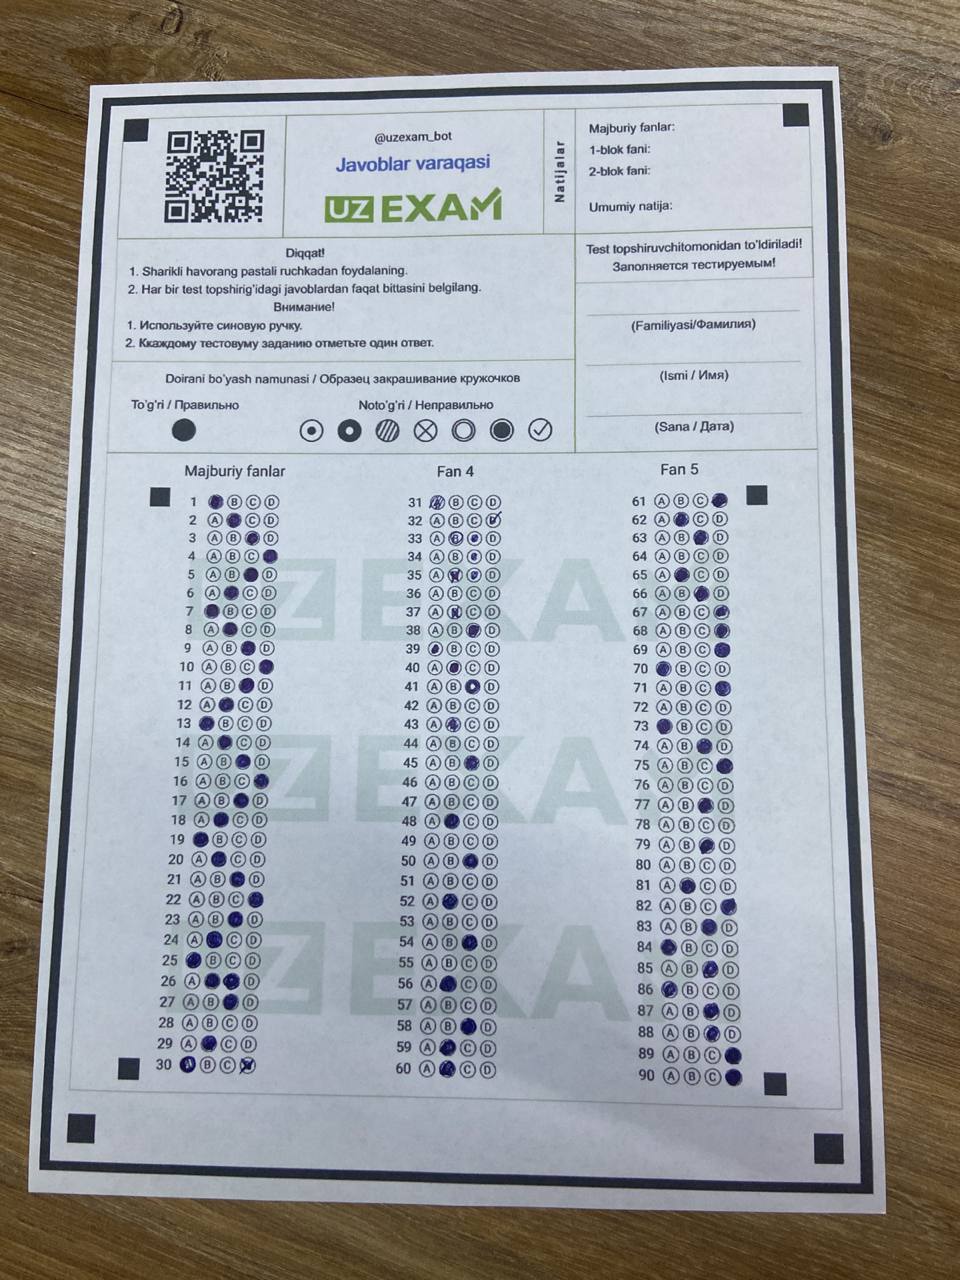 @uzexam_bot
Javoblar varaqasi
UZ EXAM
Natijalar
Majburiy fanlar:
1-blok fani:
2-blok fani:
Umumiy natija:
Diqqat!
1. Sharikli havorang pastali ruchkadan foydalaning.
2. Har bir test topshirig'idagi javoblardan faqat bittasini belgilang.
Внимание!
1. Используйте синовую ручку.
2. Ккаждому тестовуму заданию отметьте один ответ.
Test topshiruvchitomonidan to'ldiriladi!
Заполняется тестируемым!
(Familiyasi/Фамилия)
(Ismi / Имя)
(Sana / Дата)
Doirani bo'yash namunasi / Образец закрашивание кружочков
To'g'ri / Правильно
Noto'g'ri / Неправильно
Majburiy fanlar
1 B C D
2 A C D
3 A B D
4 A B C
5 A B D
6 A C D
7 B C D
8 A C D
9 A B D
10 A B C
11 A B D
12 A C D
13 B C D
14 A C D
15 A B D
16 A B C
17 A B D
18 A C D
19 B C D
20 A C D
21 A B D
22 A B C
23 A B D
24 A C D
25 B C D
26 A D
27 A B D
28 A B C D
29 A C D
30 B C
Fan 4
31 B C D
32 A B C
33 A D
34 A B D
35 A D
36 A B C D
37 A C D
38 A B D
39 B C D
40 A C D
41 A B D
42 A B C D
43 A C D
44 A B C D
45 A B D
46 A B C D
47 A B C D
48 A C D
49 A B C D
50 A B D
51 A B C D
52 A C D
53 A B C D
54 A B D
55 A B C D
56 A C D
57 A B C D
58 A B D
59 A C D
60 A C D
Fan 5
61 A B C
62 A C D
63 A B D
64 A B C D
65 A C D
66 A B D
67 A B C
68 A B C
69 A B C
70 B C D
71 A B C
72 A B C D
73 B C D
74 A B D
75 A B C
76 A B C D
77 A B D
78 A B C D
79 A B D
80 A B C D
81 A C D
82 A B C
83 A B D
84 B C D
85 A B D
86 B C D
87 A B D
88 A B D
89 A B C
90 A B C